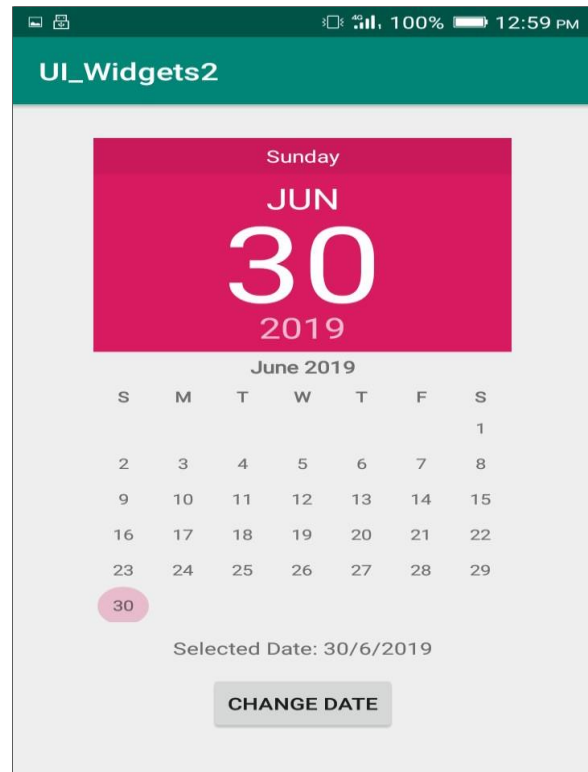 4G 100% 12:59 PM
UI_Widgets2
Sunday
JUN
30
2019
June 2019
S M T W T F S
1
2 3 4 5 6 7 8
9 10 11 12 13 14 15
16 17 18 19 20 21 22
23 24 25 26 27 28 29
30
Selected Date: 30/6/2019
CHANGE DATE